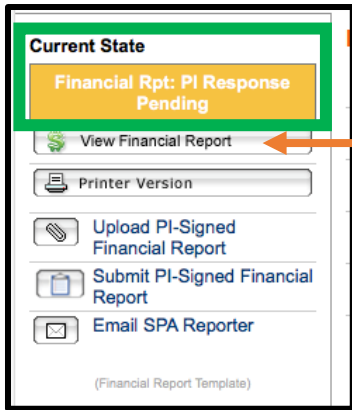 Current State
Financial Rpt: PI Response
Pending
View Financial Report
Printer Version
Upload PI-Signed
Financial Report
Submit PI-Signed Financial
Report
Email SPA Reporter
(Financial Report Template)